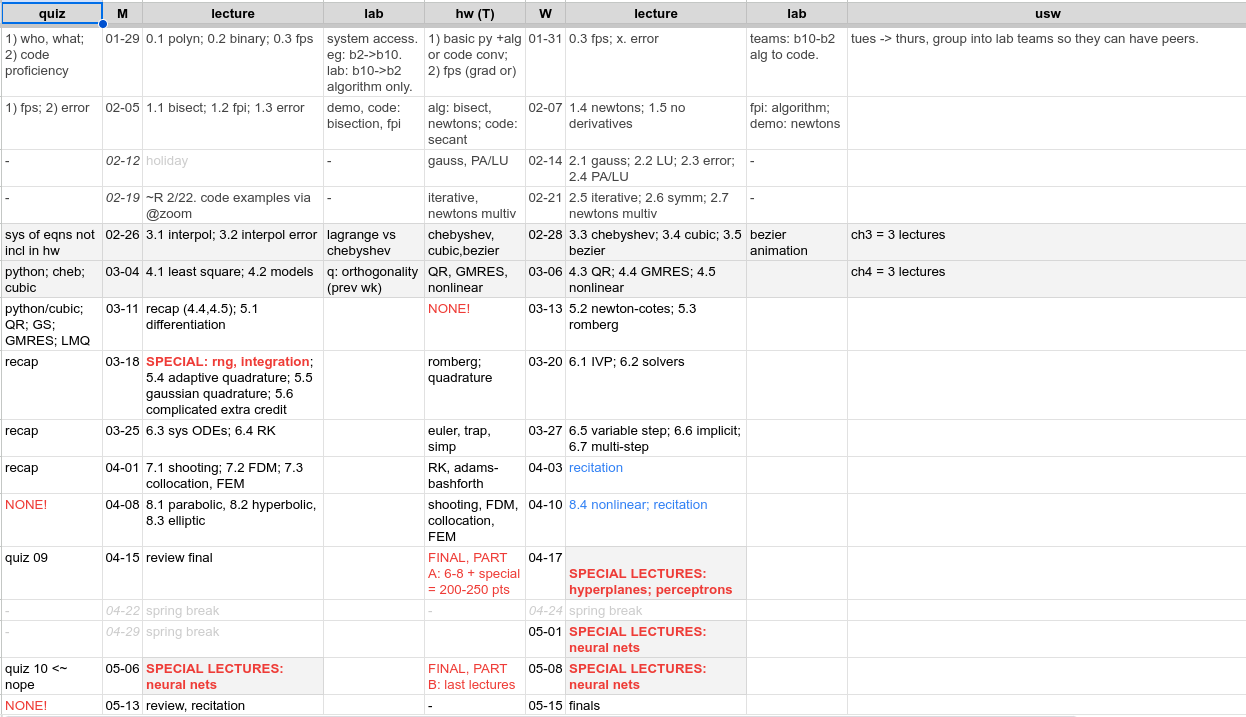 quiz M lecture lab hw (T) W lecture lab usw
1) who, what; 01-29 0.1 polyn; 0.2 binary; 0.3 fps system access. 1) basic py +alg 01-31 0.3 fps; x. error teams: b10-b2 tues -> thurs, group into lab teams so they can have peers.
2) code eg: b2->b10. or code conv; alg to code.
proficiency lab: b10->b2 2) fps (grad or)
algorithm only.
1) fps; 2) error 02-05 1.1 bisect; 1.2 fpi; 1.3 error demo, code: alg: bisect, 02-07 1.4 newtons; 1.5 no fpi: algorithm;
bisection, fpi newtons; code: derivatives demo: newtons
secant
- 02-12 holiday - gauss, PA/LU 02-14 2.1 gauss; 2.2 LU; 2.3 error; -
2.4 PA/LU
- 02-19 ~R 2/22. code examples via - iterative, 02-21 2.5 iterative; 2.6 symm; 2.7 -
@zoom newtons multiv newtons multiv
sys of eqns not 02-26 3.1 interpol; 3.2 interpol error lagrange vs chebyshev, 02-28 3.3 chebyshev; 3.4 cubic; 3.5 bezier ch3 = 3 lectures
incl in hw chebyshev cubic,bezier bezier animation
python; cheb; 03-04 4.1 least square; 4.2 models q: orthogonality QR, GMRES, 03-06 4.3 QR; 4.4 GMRES; 4.5 ch4 = 3 lectures
cubic (prev wk) nonlinear nonlinear
python/cubic; 03-11 recap (4.4,4.5); 5.1 NONE! 03-13 5.2 newton-cotes; 5.3
QR; GS; differentiation romberg
GMRES; LMQ
recap 03-18 SPECIAL: rng, integration; romberg; 03-20 6.1 IVP; 6.2 solvers
5.4 adaptive quadrature; 5.5 quadrature
gaussian quadrature; 5.6
complicated extra credit
recap 03-25 6.3 sys ODEs; 6.4 RK euler, trap, 03-27 6.5 variable step; 6.6 implicit;
simp 6.7 multi-step
recap 04-01 7.1 shooting; 7.2 FDM; 7.3 RK, adams- 04-03 recitation
collocation, FEM bashforth
NONE! 04-08 8.1 parabolic, 8.2 hyperbolic, shooting, FDM, 04-10 8.4 nonlinear; recitation
8.3 elliptic collocation,
FEM
quiz 09 04-15 review final FINAL, PART 04-17
A: 6-8 + special SPECIAL LECTURES:
= 200-250 pts hyperplanes; perceptrons
- 04-22 spring break - 04-24 spring break
- 04-29 spring break 05-01 SPECIAL LECTURES:
neural nets
quiz 10 <~ 05-06 SPECIAL LECTURES: FINAL, PART 05-08 SPECIAL LECTURES:
nope neural nets B: last lectures neural nets
NONE! 05-13 review, recitation - 05-15 finals